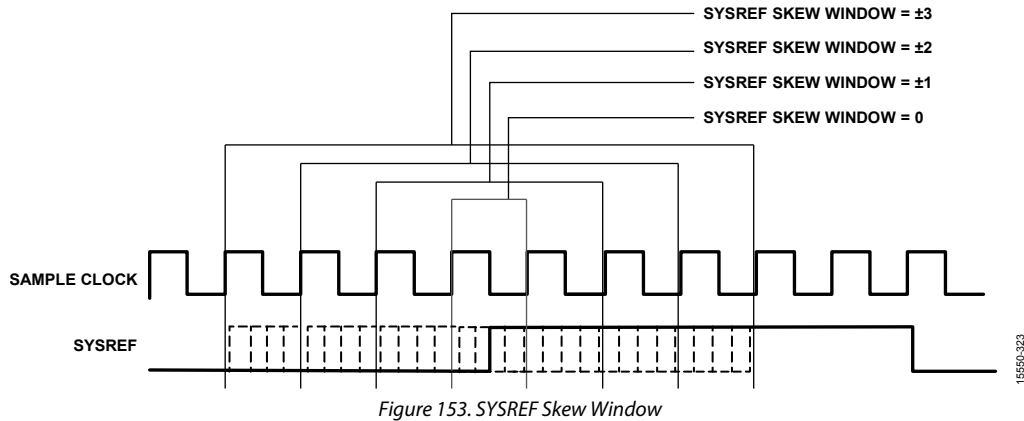 SYSREF SKEW WINDOW = ±3
SYSREF SKEW WINDOW = ±2
SYSREF SKEW WINDOW = ±1
SYSREF SKEW WINDOW = 0
SAMPLE CLOCK
SYSREF
15550-323
Figure 153. SYSREF Skew Window